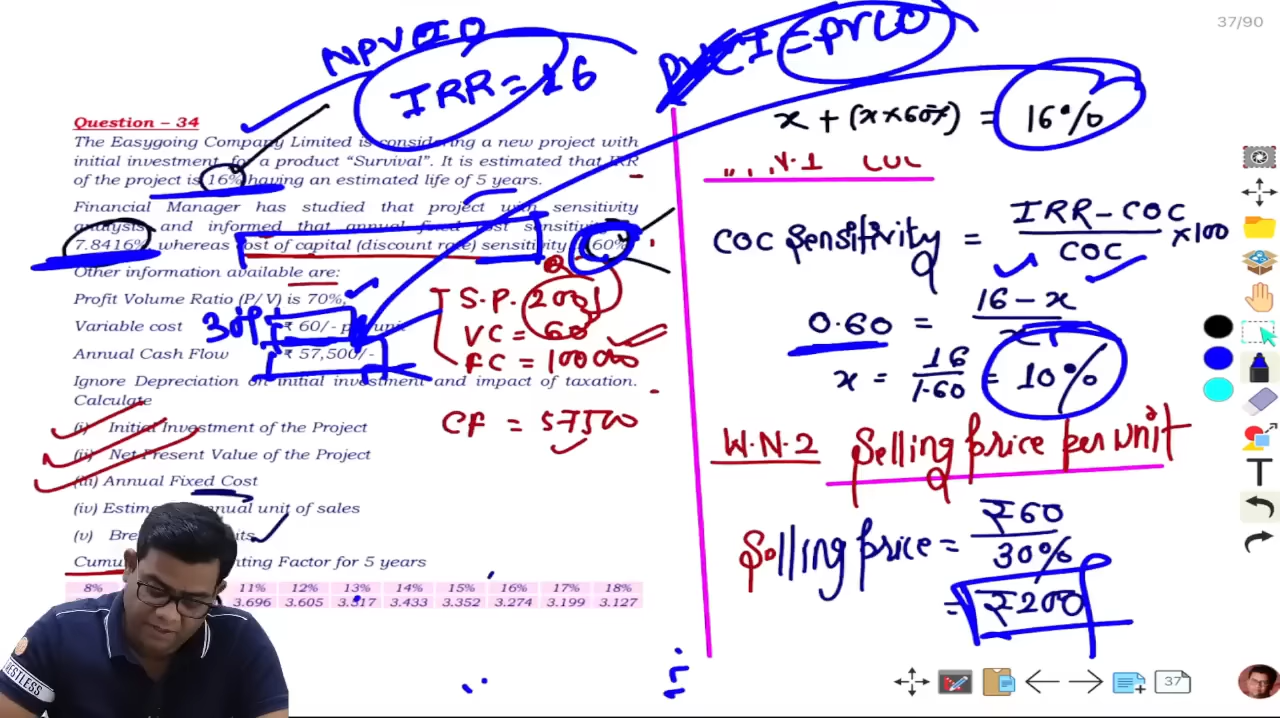 37/90
NPV@10
IRR = 16
PVCI = PVCO
x + (x × 60%) = 16%
Question – 34
The Easygoing Company Limited is considering a new project with
initial investment, for a product "Survival". It is estimated that IRR
of the project is 16% having an estimated life of 5 years.
Financial Manager has studied that project with sensitivity
analysis and informed that annual fixed cost sensitivity
7.8416% whereas cost of capital (discount rate) sensitivity 60%
Other information available are:
Profit Volume Ratio (P/V) is 70%,
Variable cost ₹ 60/- per unit
Annual Cash Flow ₹ 57,500/-
Ignore Depreciation on initial investment and impact of taxation.
Calculate
(i) Initial Investment of the Project
(ii) Net Present Value of the Project
(iii) Annual Fixed Cost
(iv) Estimated annual unit of sales
(v)
Factor for 5 years
8% 11% 12% 13% 14% 15% 16% 17% 18%
3.696 3.605 3.517 3.433 3.352 3.274 3.199 3.127
30%
S.P. 200
VC = 60
FC = 100000
CF = 57500
COC Sensitivity = IRR – COC / COC × 100
0.60 = 16 – x / x
x = 16 / 1.60 = 10%
W.N.2 Selling price per unit
Selling price = ₹60 / 30%
= ₹200
RESTLESS
37